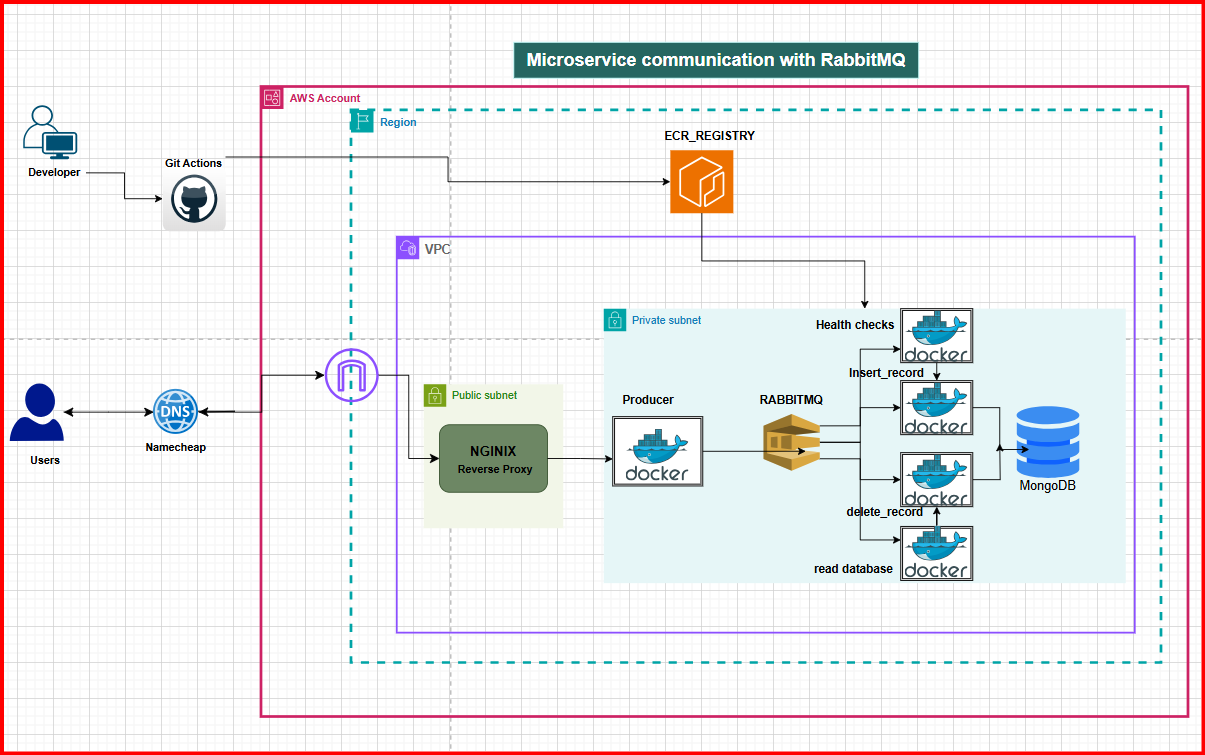 Microservice communication with RabbitMQ
AWS Account
Region
ECR_REGISTRY
Developer
Git Actions
VPC
Private subnet
Health checks
docker
Insert_record
docker
Public subnet
Producer
RABBITMQ
NGINIX
Reverse Proxy
docker
DNS
Namecheap
Users
MongoDB
docker
delete_record
docker
read database